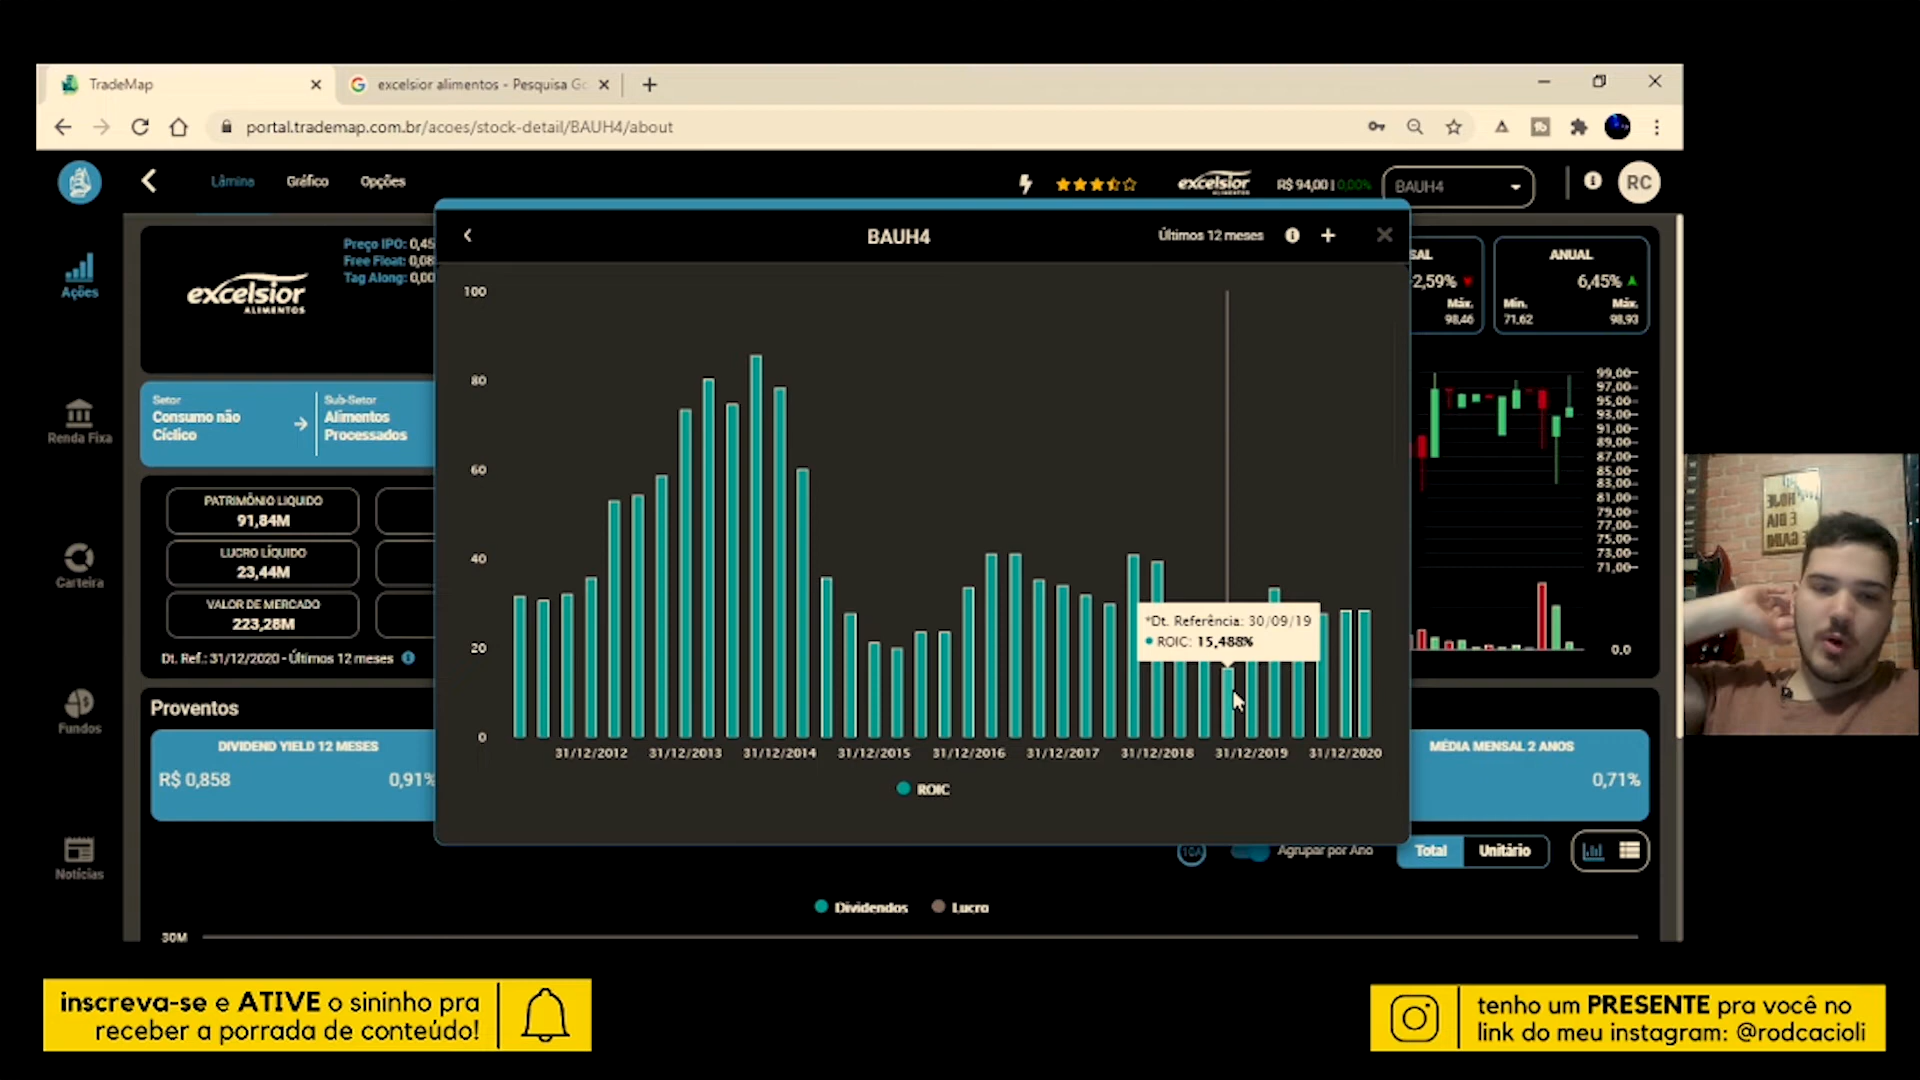 TradeMap
excelsior alimentos - Pesquisa Go
portal.trademap.com.br/acoes/stock-detail/BAUH4/about
Lâmina
Gráfico
Opções
excelsior
ALIMENTOS
R$ 94,00 | 0,00%
BAUH4
RC
Ações
Renda Fixa
Carteira
Fundos
Notícias
excelsior
ALIMENTOS
Preço IPO: 0,45
Free Float: 0,08
Tag Along: 0,00
Setor
Consumo não
Cíclico
Sub-Setor
Alimentos
Processados
PATRIMÔNIO LIQUIDO
91,84M
LUCRO LÍQUIDO
23,44M
VALOR DE MERCADO
223,28M
Dt. Ref.: 31/12/2020 - Últimos 12 meses
Proventos
DIVIDEND YIELD 12 MESES
R$ 0,858
0,91%
BAUH4
Últimos 12 meses
100
80
60
40
20
0
*Dt. Referência: 30/09/19
ROIC: 15,488%
31/12/2012
31/12/2013
31/12/2014
31/12/2015
31/12/2016
31/12/2017
31/12/2018
31/12/2019
31/12/2020
ROIC
SAL
2,59%
Máx.
98,46
ANUAL
6,45%
Mín.
71,62
Máx.
98,93
99,00
97,00
95,00
93,00
91,00
89,00
87,00
85,00
83,00
81,00
79,00
77,00
75,00
73,00
71,00
0.0
MÉDIA MENSAL 2 ANOS
0,71%
Agrupar por Ano
Total
Unitário
Dividendos
Lucro
30M
inscreva-se e ATIVE o sininho pra
receber a porrada de conteúdo!
tenho um PRESENTE pra você no
link do meu instagram: @rodcacioli